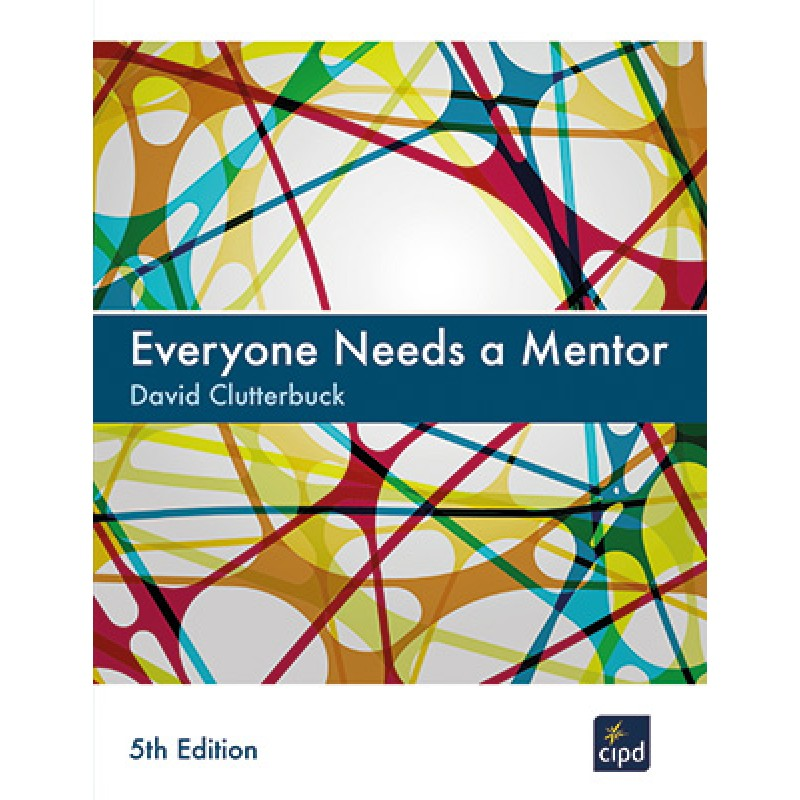 Everyone Needs a Mentor
David Clutterbuck
5th Edition
cipd